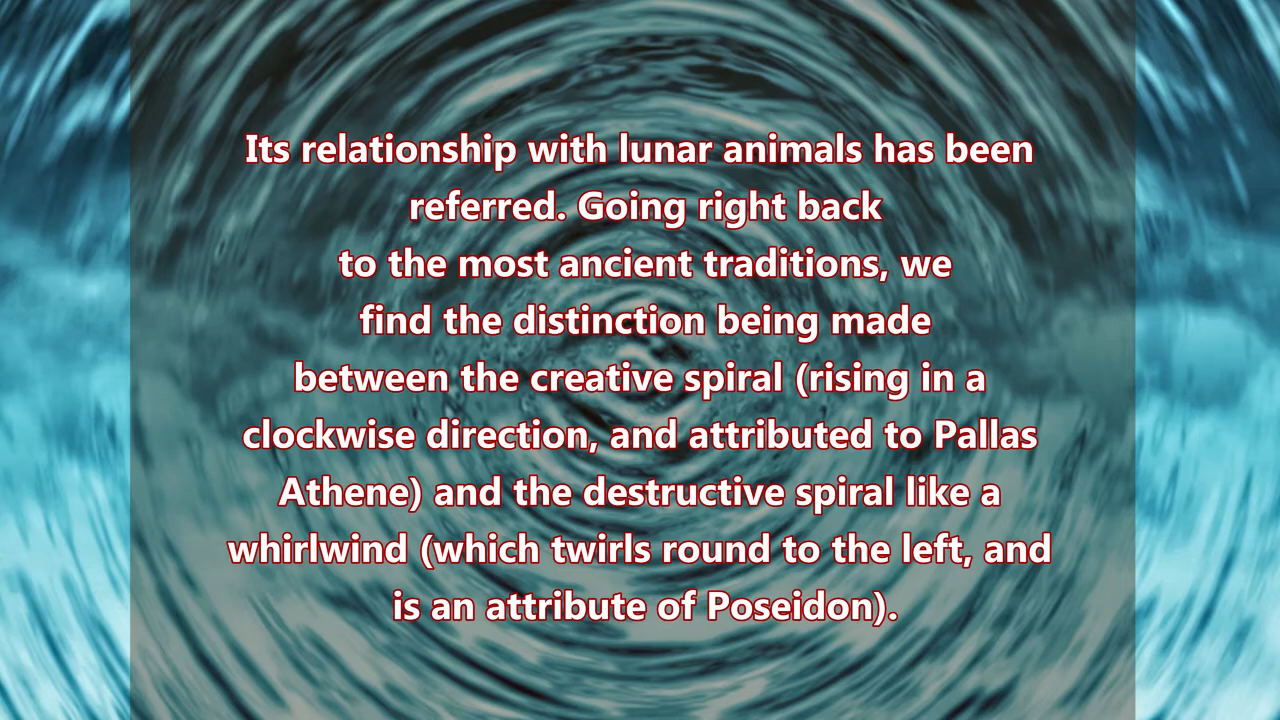 Its relationship with lunar animals has been
referred. Going right back
to the most ancient traditions, we
find the distinction being made
between the creative spiral (rising in a
clockwise direction, and attributed to Pallas
Athene) and the destructive spiral like a
whirlwind (which twirls round to the left, and
is an attribute of Poseidon).